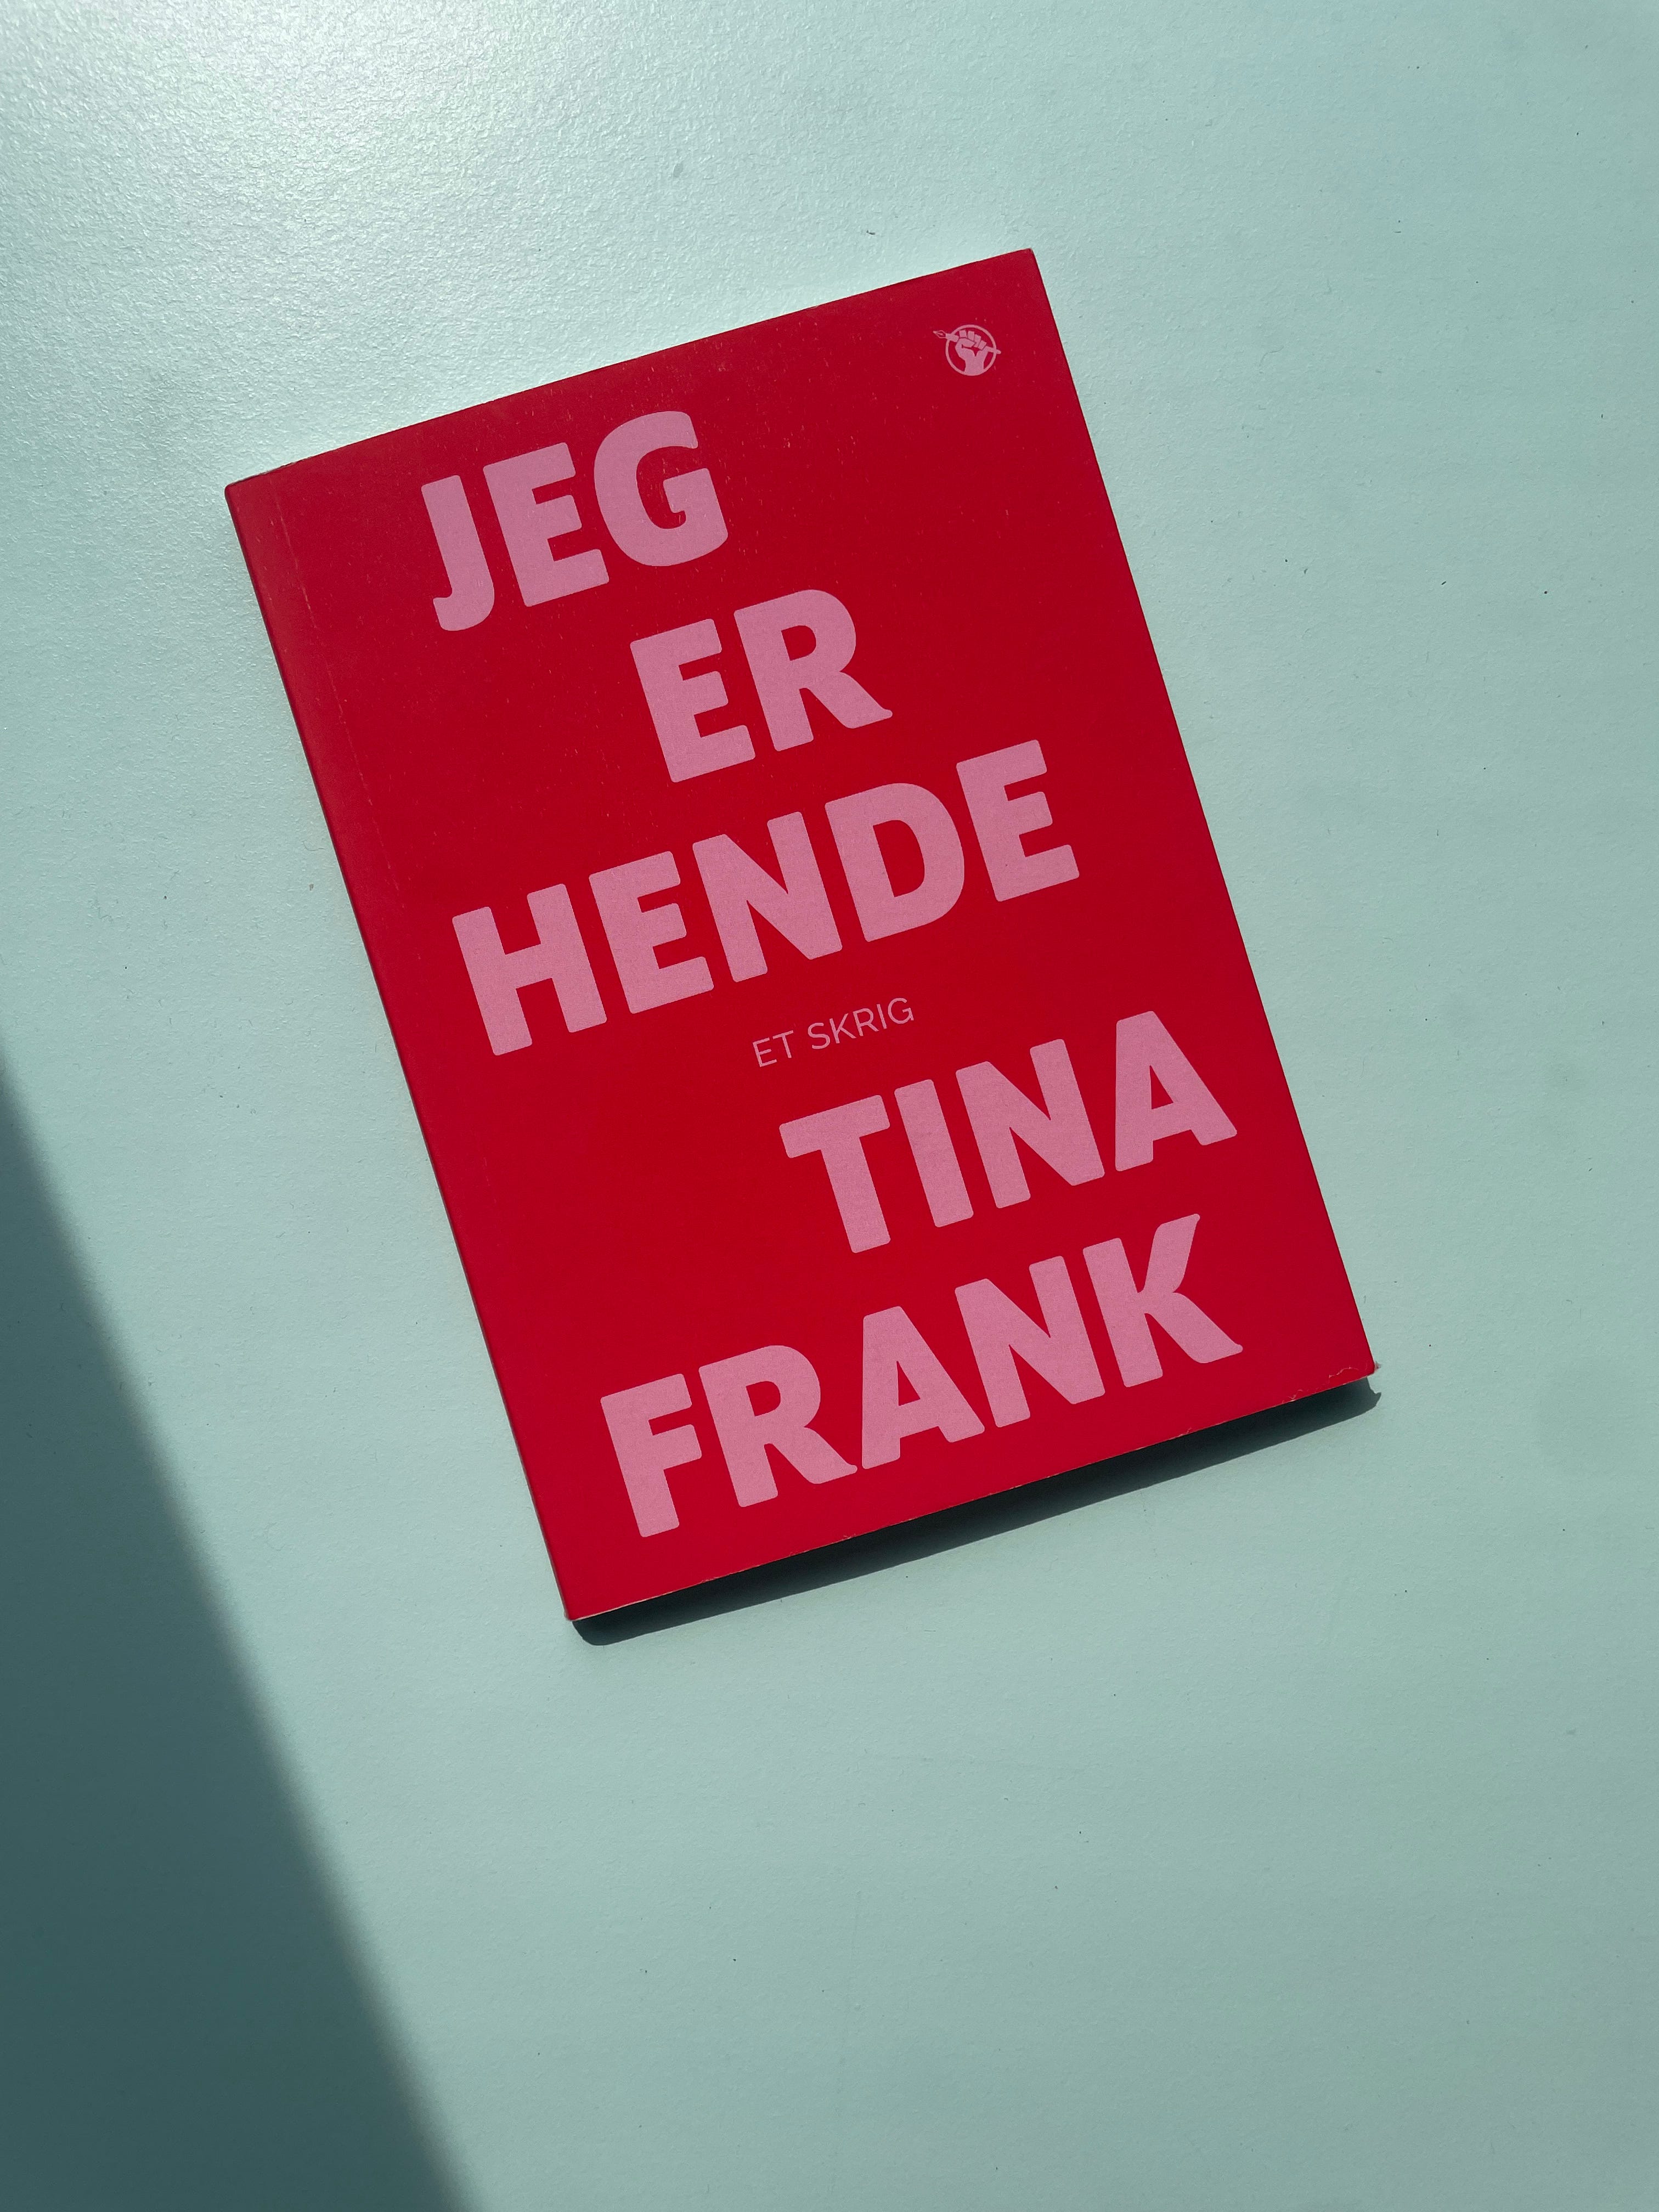 JEG
ER
HENDE
ET SKRIG
TINA
FRANK